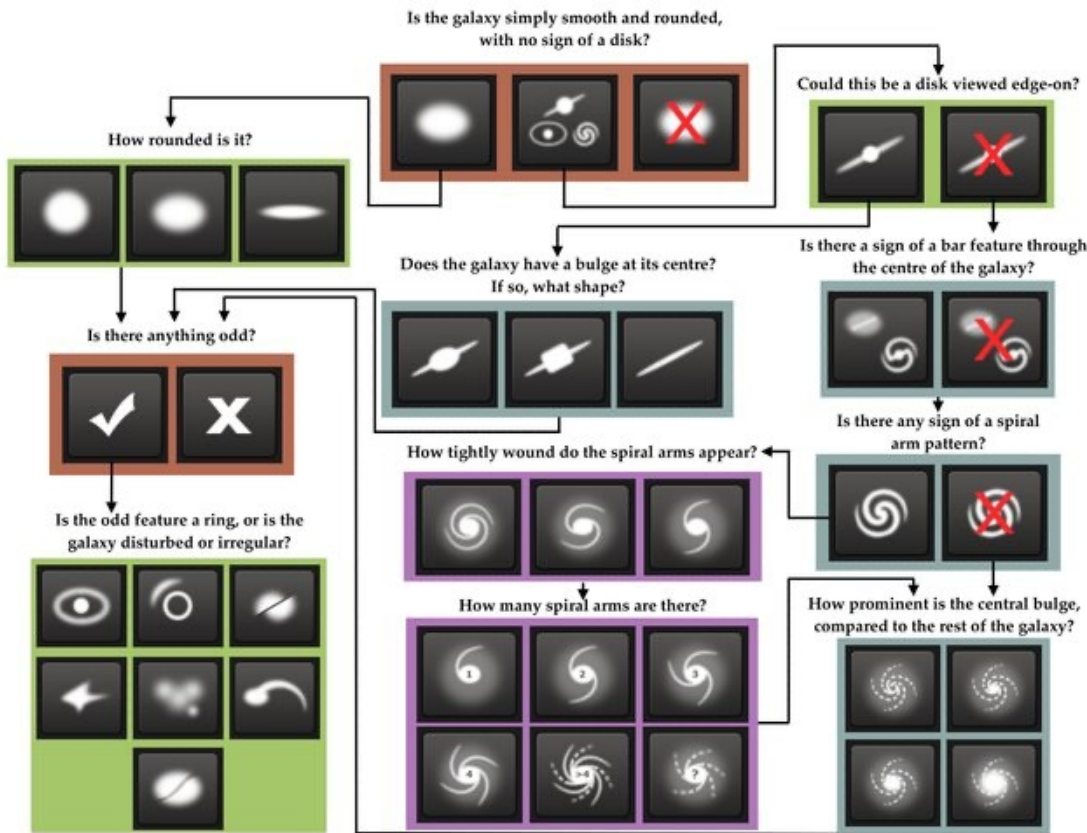 Is the galaxy simply smooth and rounded,
with no sign of a disk?
Could this be a disk viewed edge-on?
How rounded is it?
Is there a sign of a bar feature through
the centre of the galaxy?
Does the galaxy have a bulge at its centre?
If so, what shape?
Is there anything odd?
Is there any sign of a spiral
arm pattern?
How tightly wound do the spiral arms appear?
Is the odd feature a ring, or is the
galaxy disturbed or irregular?
How many spiral arms are there?
1
2
3
4
>4
?
How prominent is the central bulge,
compared to the rest of the galaxy?